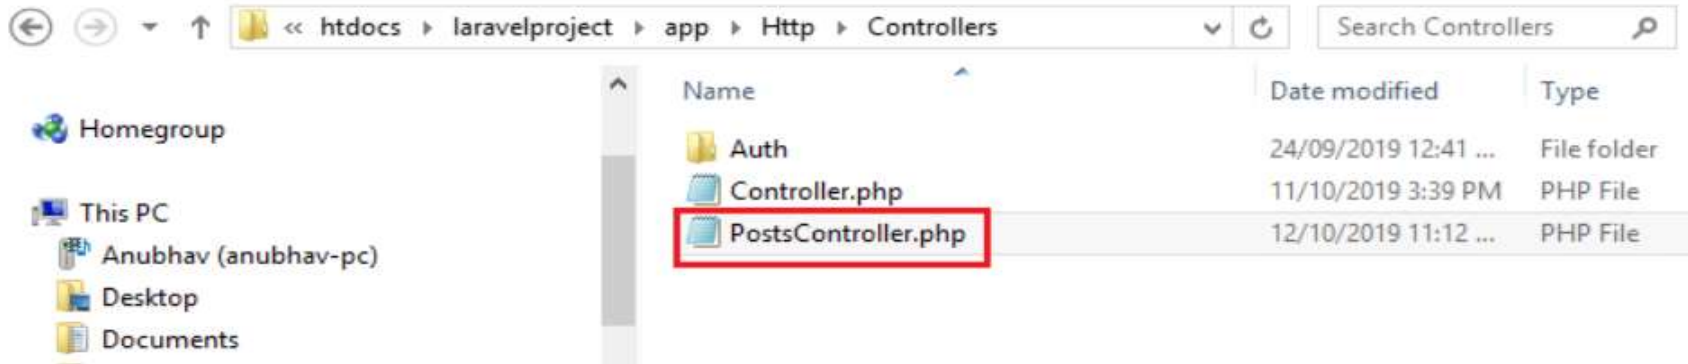 « htdocs ▸ laravelproject ▸ app ▸ Http ▸ Controllers
Search Controllers
Name Date modified Type
Homegroup
Auth 24/09/2019 12:41 ... File folder
Controller.php 11/10/2019 3:39 PM PHP File
This PC
PostsController.php 12/10/2019 11:12 ... PHP File
Anubhav (anubhav-pc)
Desktop
Documents